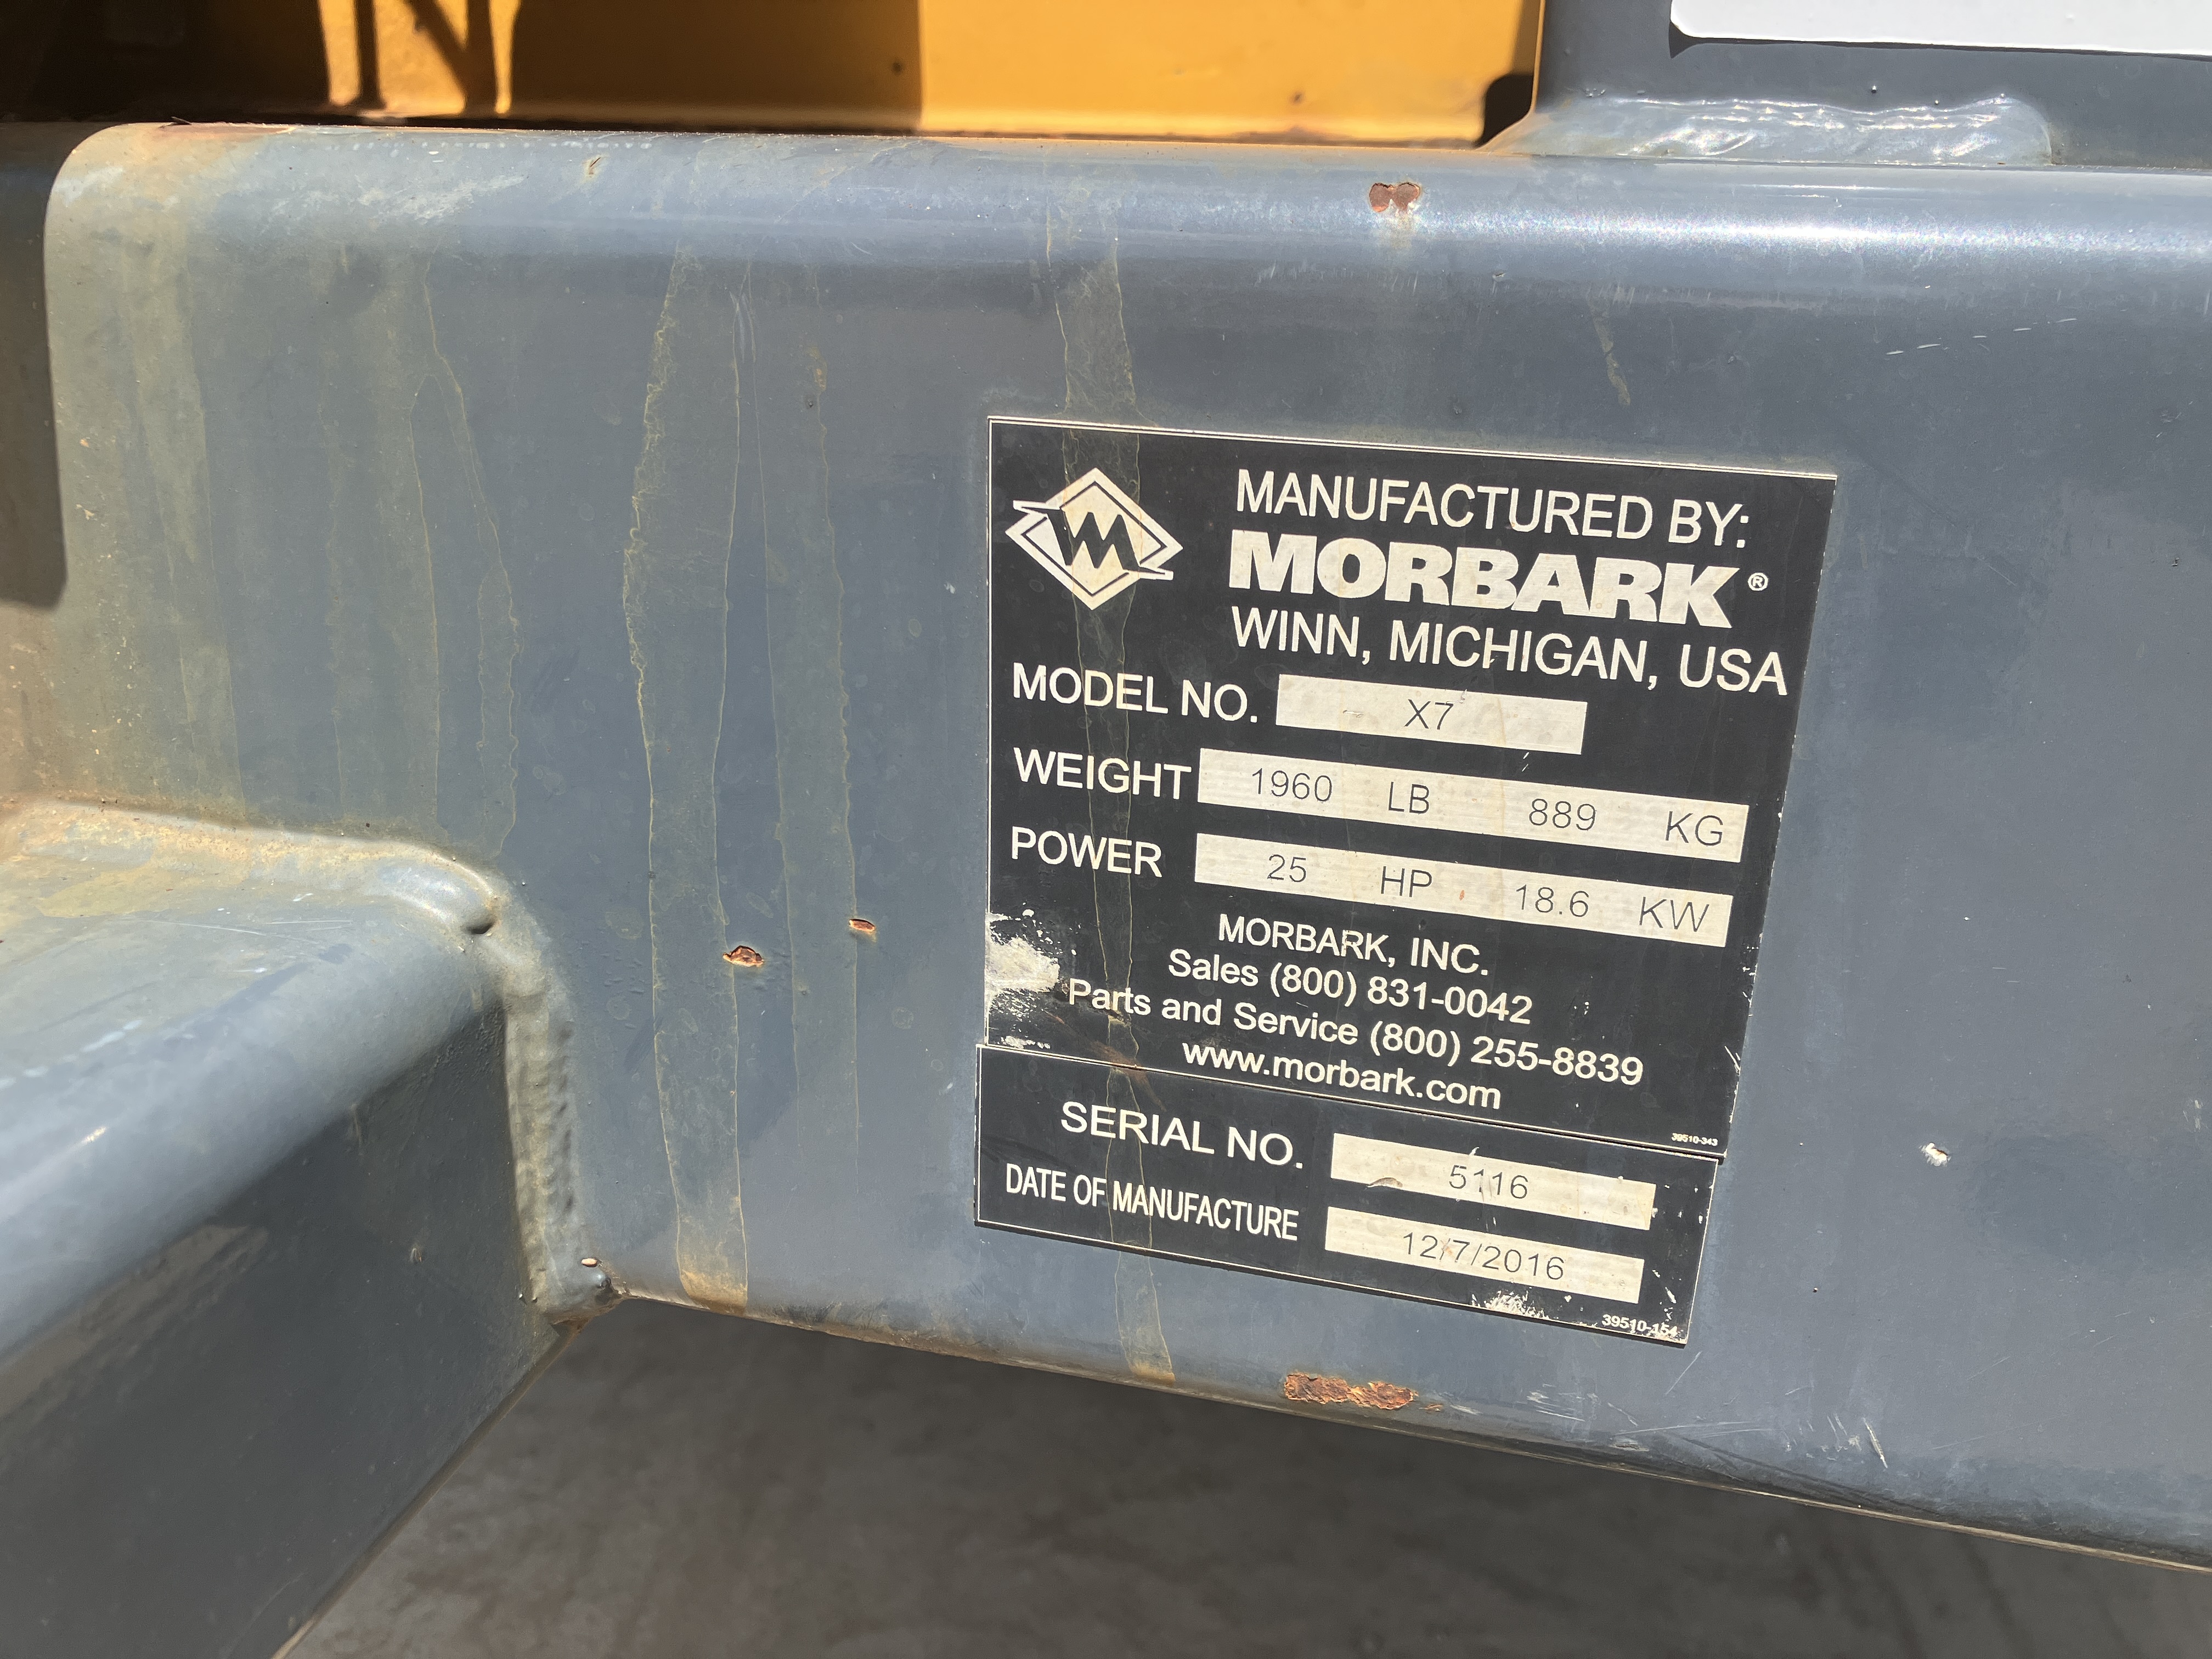 MANUFACTURED BY:
MORBARK®
WINN, MICHIGAN, USA
MODEL NO. X7
WEIGHT 1960 LB 889 KG
POWER 25 HP 18.6 KW
MORBARK, INC.
Sales (800) 831-0042
Parts and Service (800) 255-8839
www.morbark.com
39510-343
SERIAL NO. 5116
DATE OF MANUFACTURE 12/7/2016
39510-154